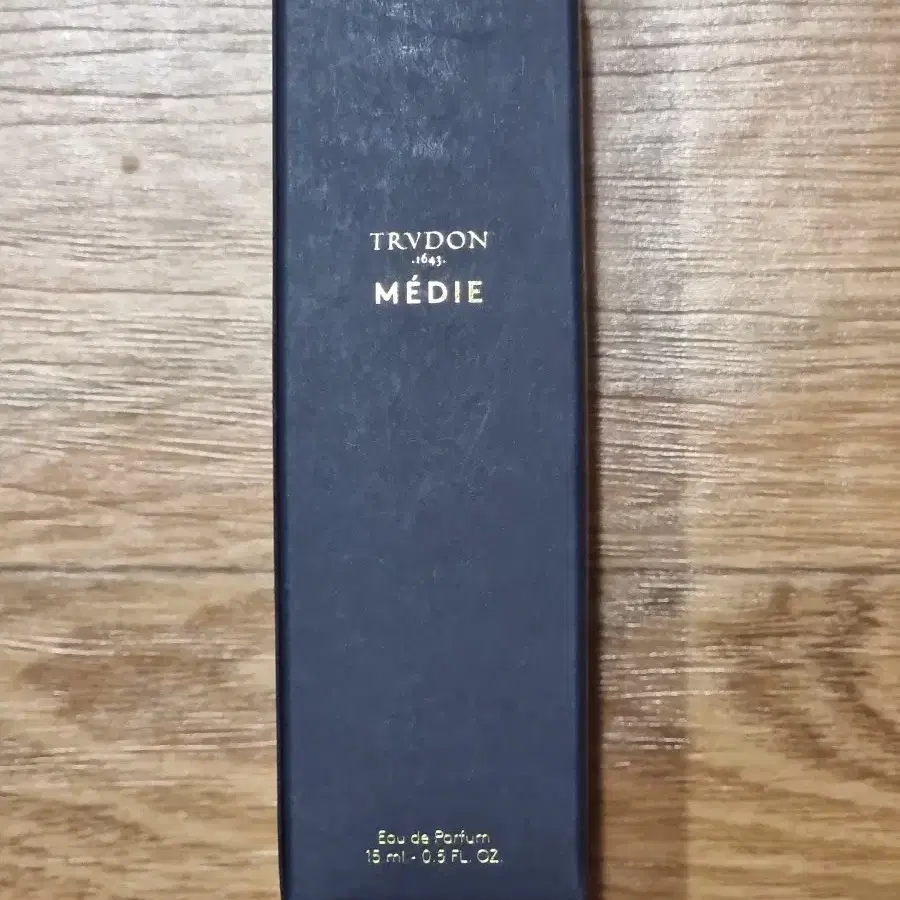 TRVDON
.1643.
MÉDIE
Eau de Parfum
15 ml - 0.5 FL. OZ.